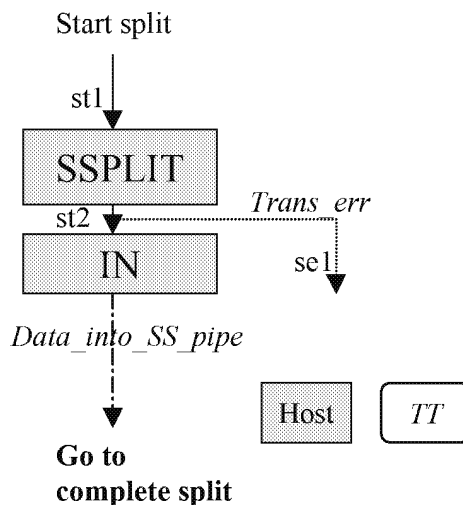 Start split
st1
SSPLIT
Trans_err
st2
IN
se1
Data_into_SS_pipe
Host
TT
Go to
complete split